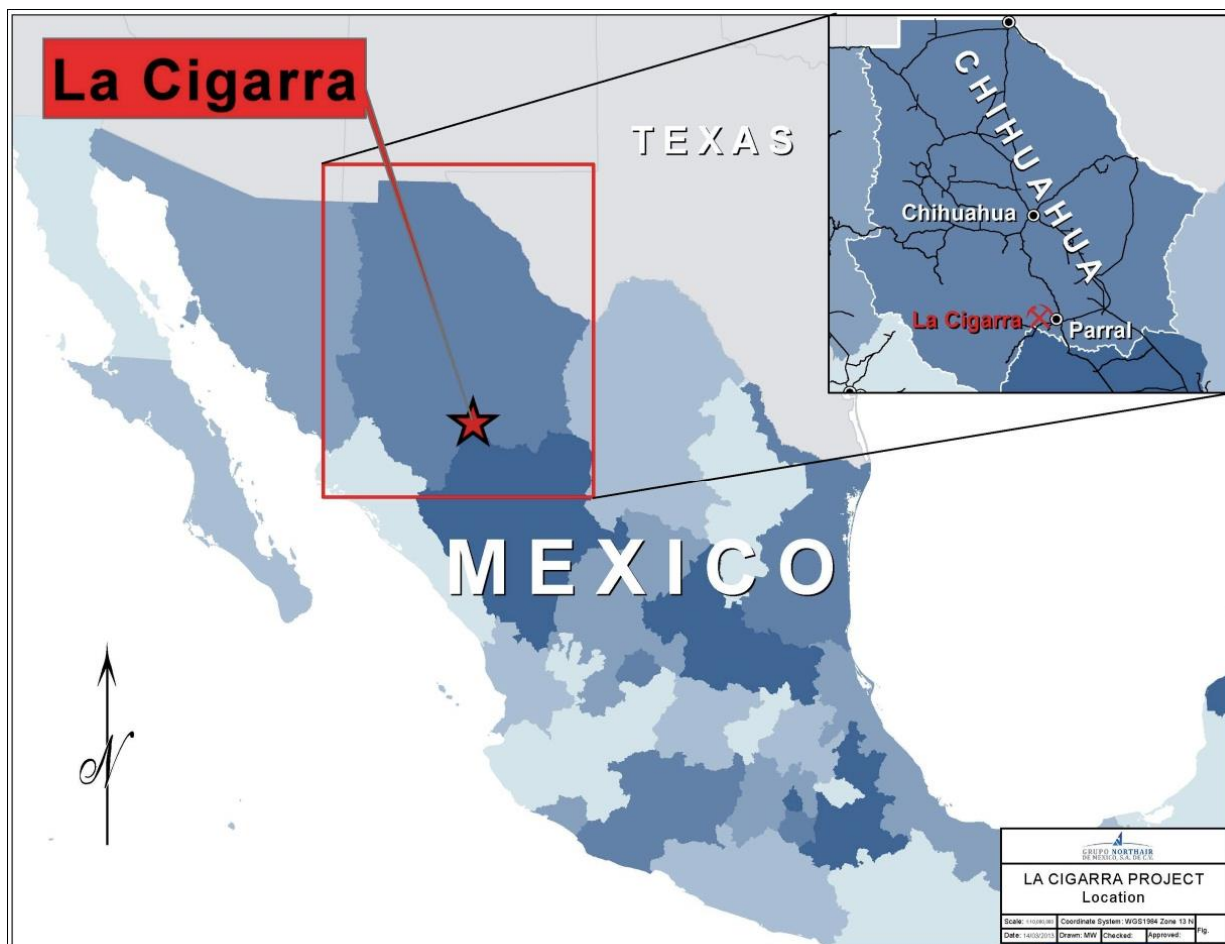 La Cigarra
TEXAS
CHIHUAHUA
Chihuahua
La Cigarra
Parral
MEXICO
N
GRUPO NORTHAIR
DE MEXICO, S.A. DE C.V.
LA CIGARRA PROJECT
Location
Scale: Coordinate System: WGS1984 Zone 13 N
Date: 14/03/2013 Drawn: MW Checked: Approved: Fig.